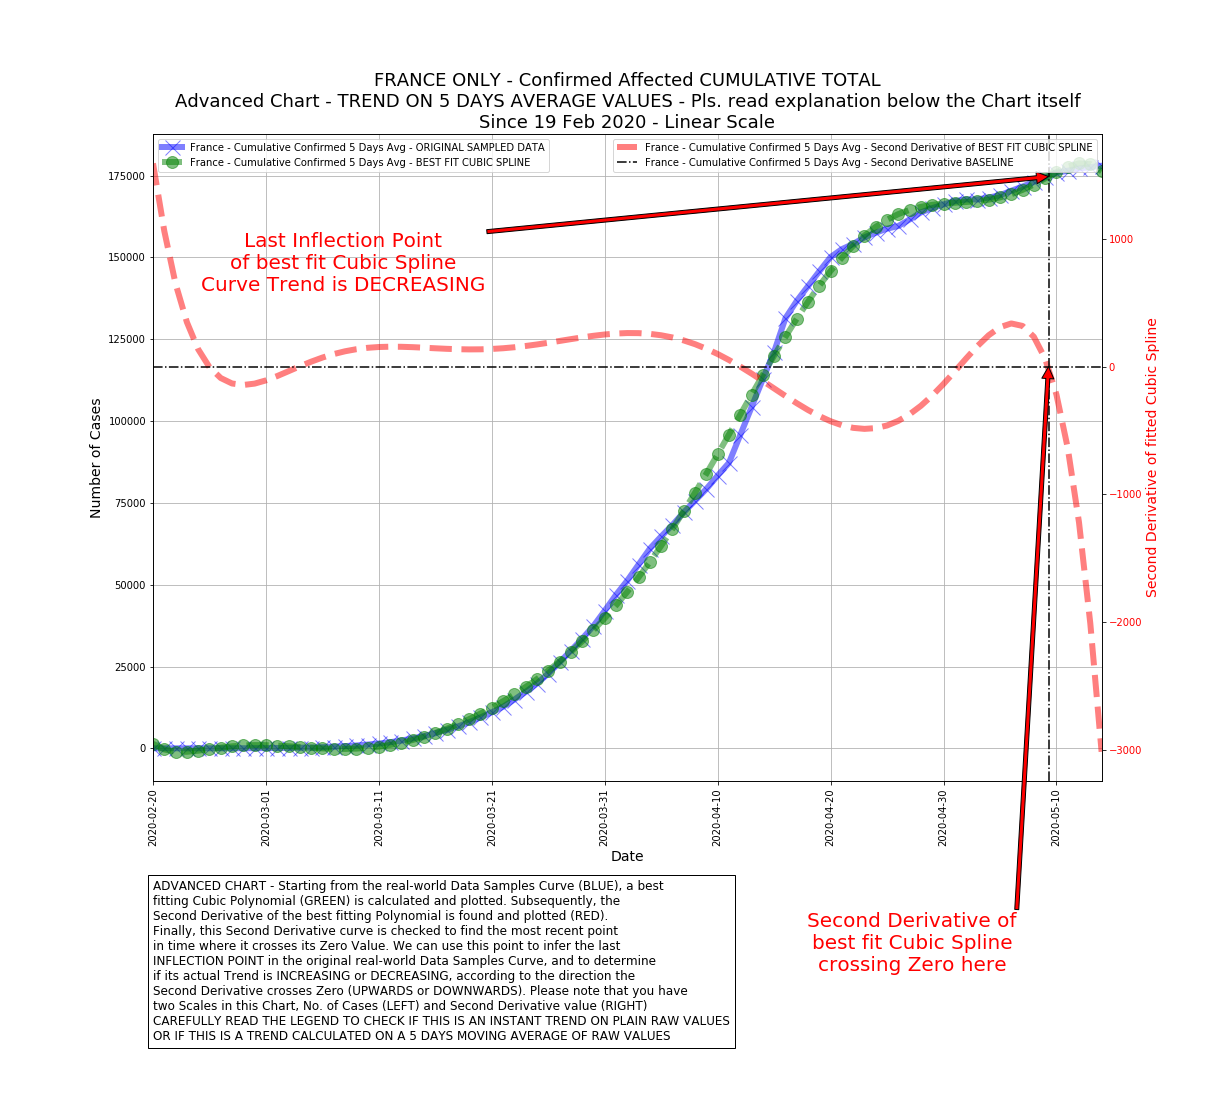 FRANCE ONLY - Confirmed Affected CUMULATIVE TOTAL
Advanced Chart - TREND ON 5 DAYS AVERAGE VALUES - Pls. read explanation below the Chart itself
Since 19 Feb 2020 - Linear Scale
France - Cumulative Confirmed 5 Days Avg - ORIGINAL SAMPLED DATA
France - Cumulative Confirmed 5 Days Avg - BEST FIT CUBIC SPLINE
France - Cumulative Confirmed 5 Days Avg - Second Derivative of BEST FIT CUBIC SPLINE
France - Cumulative Confirmed 5 Days Avg - Second Derivative BASELINE
Last Inflection Point
of best fit Cubic Spline
Curve Trend is DECREASING
Number of Cases
175000
150000
125000
100000
75000
50000
25000
0
1000
0
−1000
−2000
−3000
Second Derivative of fitted Cubic Spline
2020-02-20
2020-03-01
2020-03-11
2020-03-21
2020-03-31
2020-04-10
2020-04-20
2020-04-30
2020-05-10
Date
ADVANCED CHART - Starting from the real-world Data Samples Curve (BLUE), a best
fitting Cubic Polynomial (GREEN) is calculated and plotted. Subsequently, the
Second Derivative of the best fitting Polynomial is found and plotted (RED).
Finally, this Second Derivative curve is checked to find the most recent point
in time where it crosses its Zero Value. We can use this point to infer the last
INFLECTION POINT in the original real-world Data Samples Curve, and to determine
if its actual Trend is INCREASING or DECREASING, according to the direction the
Second Derivative crosses Zero (UPWARDS or DOWNWARDS). Please note that you have
two Scales in this Chart, No. of Cases (LEFT) and Second Derivative value (RIGHT)
CAREFULLY READ THE LEGEND TO CHECK IF THIS IS AN INSTANT TREND ON PLAIN RAW VALUES
OR IF THIS IS A TREND CALCULATED ON A 5 DAYS MOVING AVERAGE OF RAW VALUES
Second Derivative of
best fit Cubic Spline
crossing Zero here